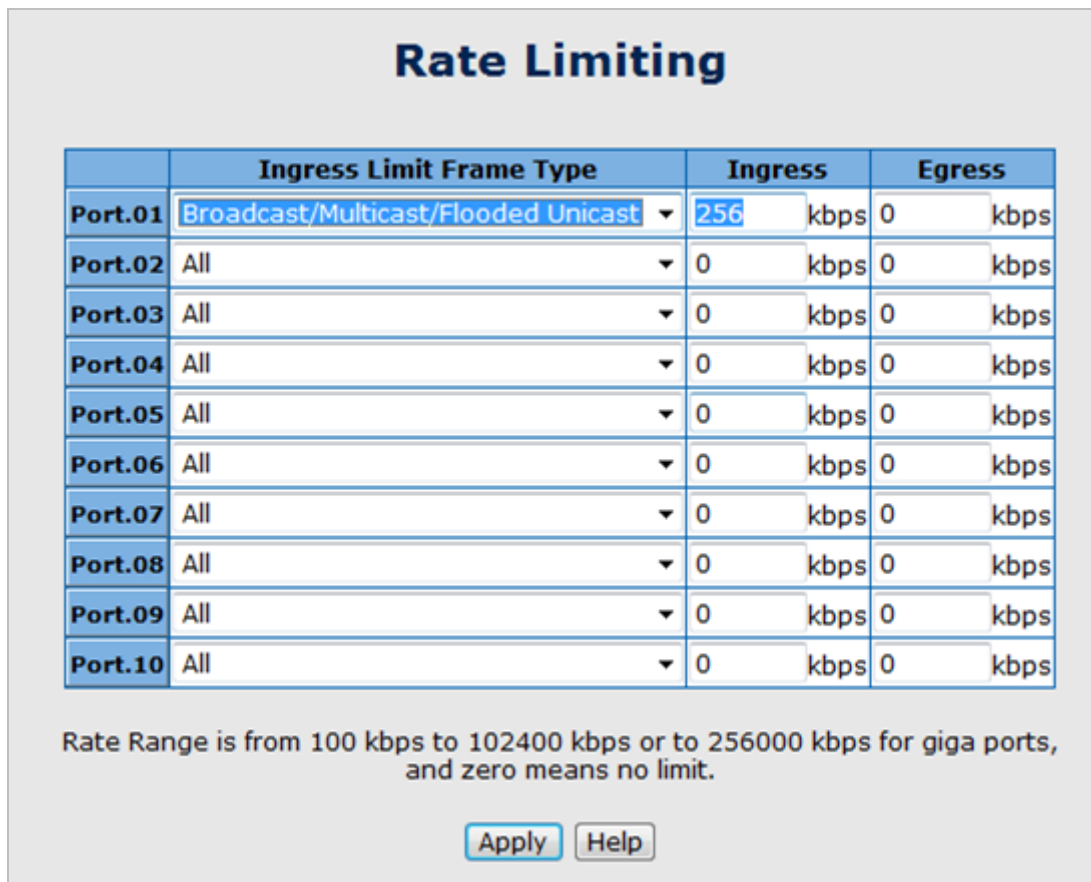 Rate Limiting
Ingress Limit Frame Type Ingress Egress
Port.01 Broadcast/Multicast/Flooded Unicast 256 kbps 0 kbps
Port.02 All 0 kbps 0 kbps
Port.03 All 0 kbps 0 kbps
Port.04 All 0 kbps 0 kbps
Port.05 All 0 kbps 0 kbps
Port.06 All 0 kbps 0 kbps
Port.07 All 0 kbps 0 kbps
Port.08 All 0 kbps 0 kbps
Port.09 All 0 kbps 0 kbps
Port.10 All 0 kbps 0 kbps
Rate Range is from 100 kbps to 102400 kbps or to 256000 kbps for giga ports,
and zero means no limit.
Apply Help